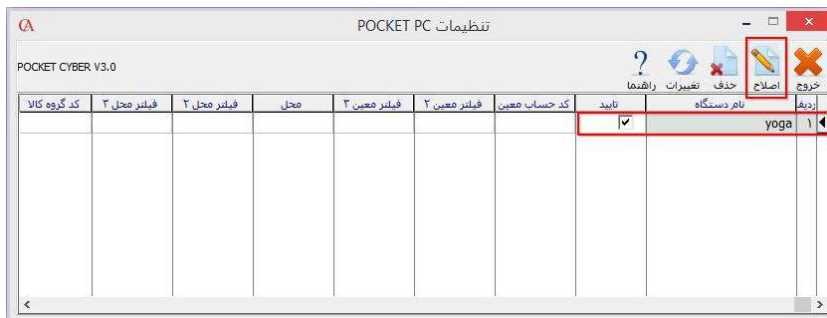 تنظیمات POCKET PC
POCKET CYBER V3.0
خروج اصلاح حذف تغییرات راهنما
ردیف نام دستگاه تایید کد حساب معین فیلتر معین ۲ فیلتر معین ۳ محل فیلتر محل ۲ فیلتر محل ۳ کد گروه کالا
۱ yoga